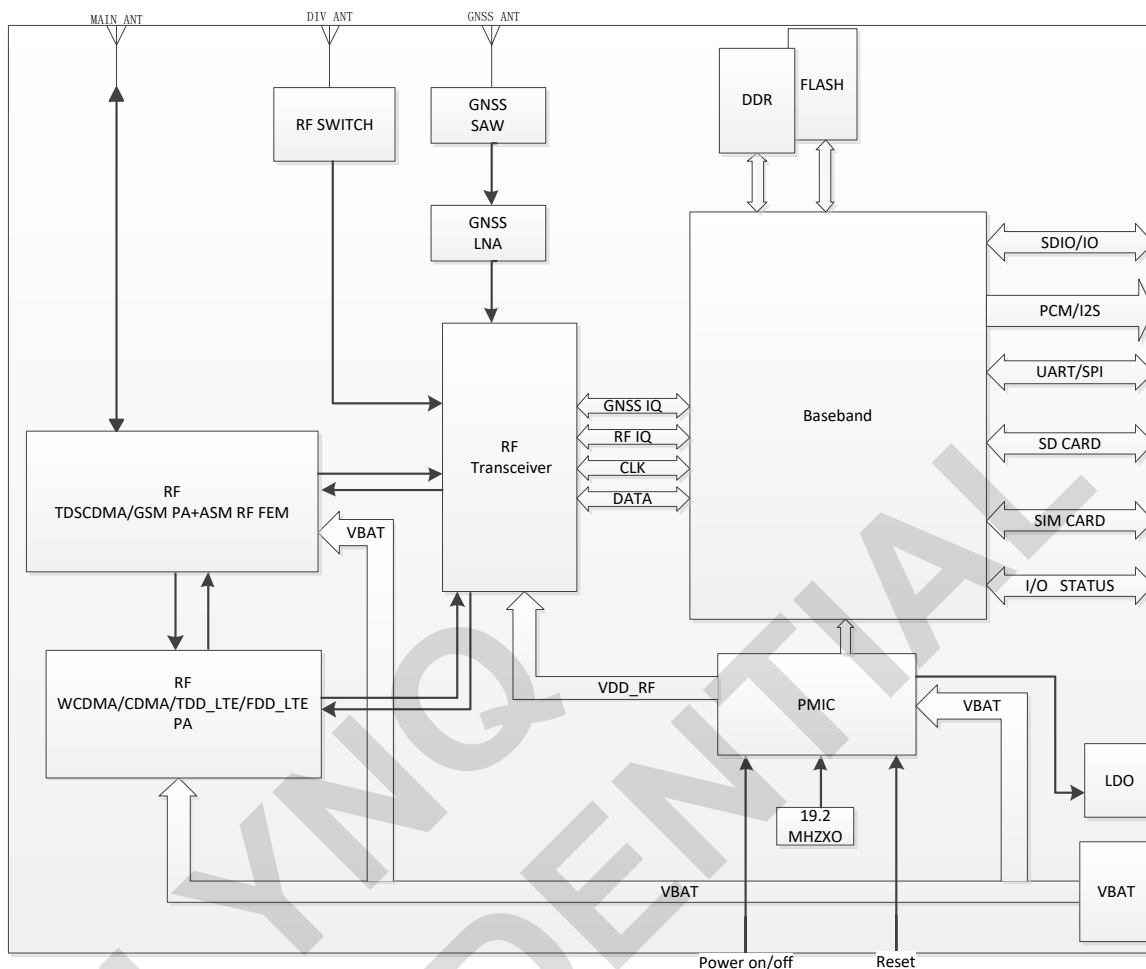 MAIN ANT
DIV ANT
GNSS ANT
RF SWITCH
GNSS
SAW
DDR
FLASH
GNSS
LNA
SDIO/IO
PCM/I2S
UART/SPI
SD CARD
SIM CARD
I/O STATUS
Baseband
RF
Transceiver
GNSS IQ
RF IQ
CLK
DATA
RF
TDSCDMA/GSM PA+ASM RF FEM
VBAT
RF
WCDMA/CDMA/TDD_LTE/FDD_LTE
PA
VDD_RF
PMIC
VBAT
LDO
19.2
MHZXO
VBAT
VBAT
Power on/off
Reset
YNQ
DENTIAL